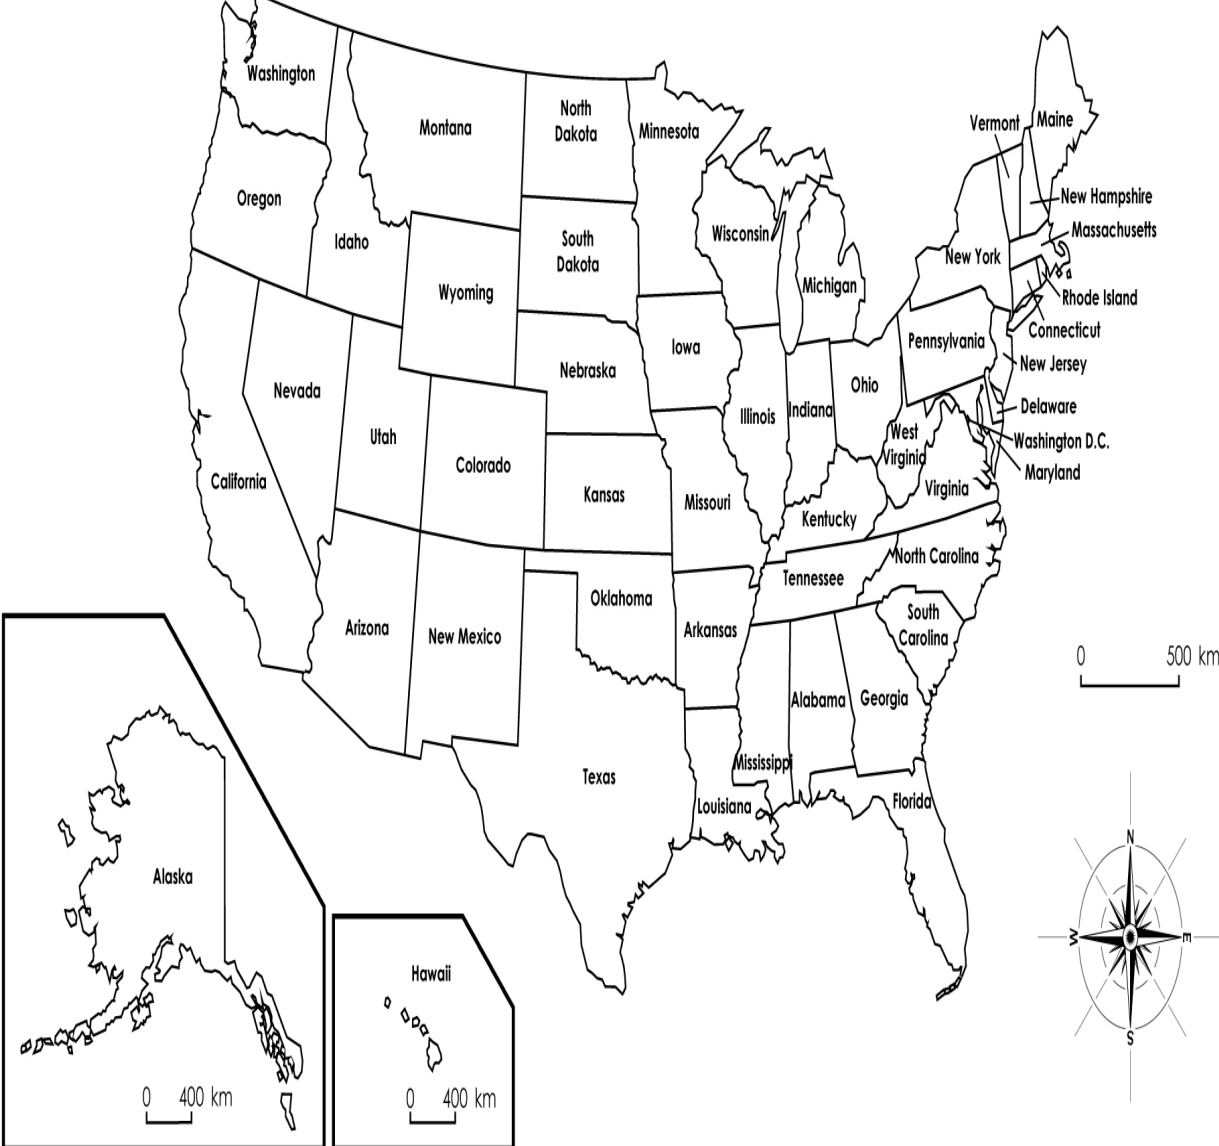 Washington
Montana
North
Dakota
Minnesota
Vermont
Maine
Oregon
Idaho
South
Dakota
Wisconsin
New Hampshire
Massachusetts
New York
Wyoming
Michigan
Rhode Island
Connecticut
Iowa
Pennsylvania
New Jersey
Nebraska
Nevada
Ohio
Illinois
Indiana
Delaware
Utah
Colorado
West
Virginia
Washington D.C.
Maryland
California
Kansas
Missouri
Virginia
Kentucky
North Carolina
Tennessee
Oklahoma
Arizona
New Mexico
Arkansas
South
Carolina
0 500 km
Alabama
Georgia
Mississippi
Texas
Louisiana
Florida
N
W
E
S
Alaska
0 400 km
Hawaii
0 400 km